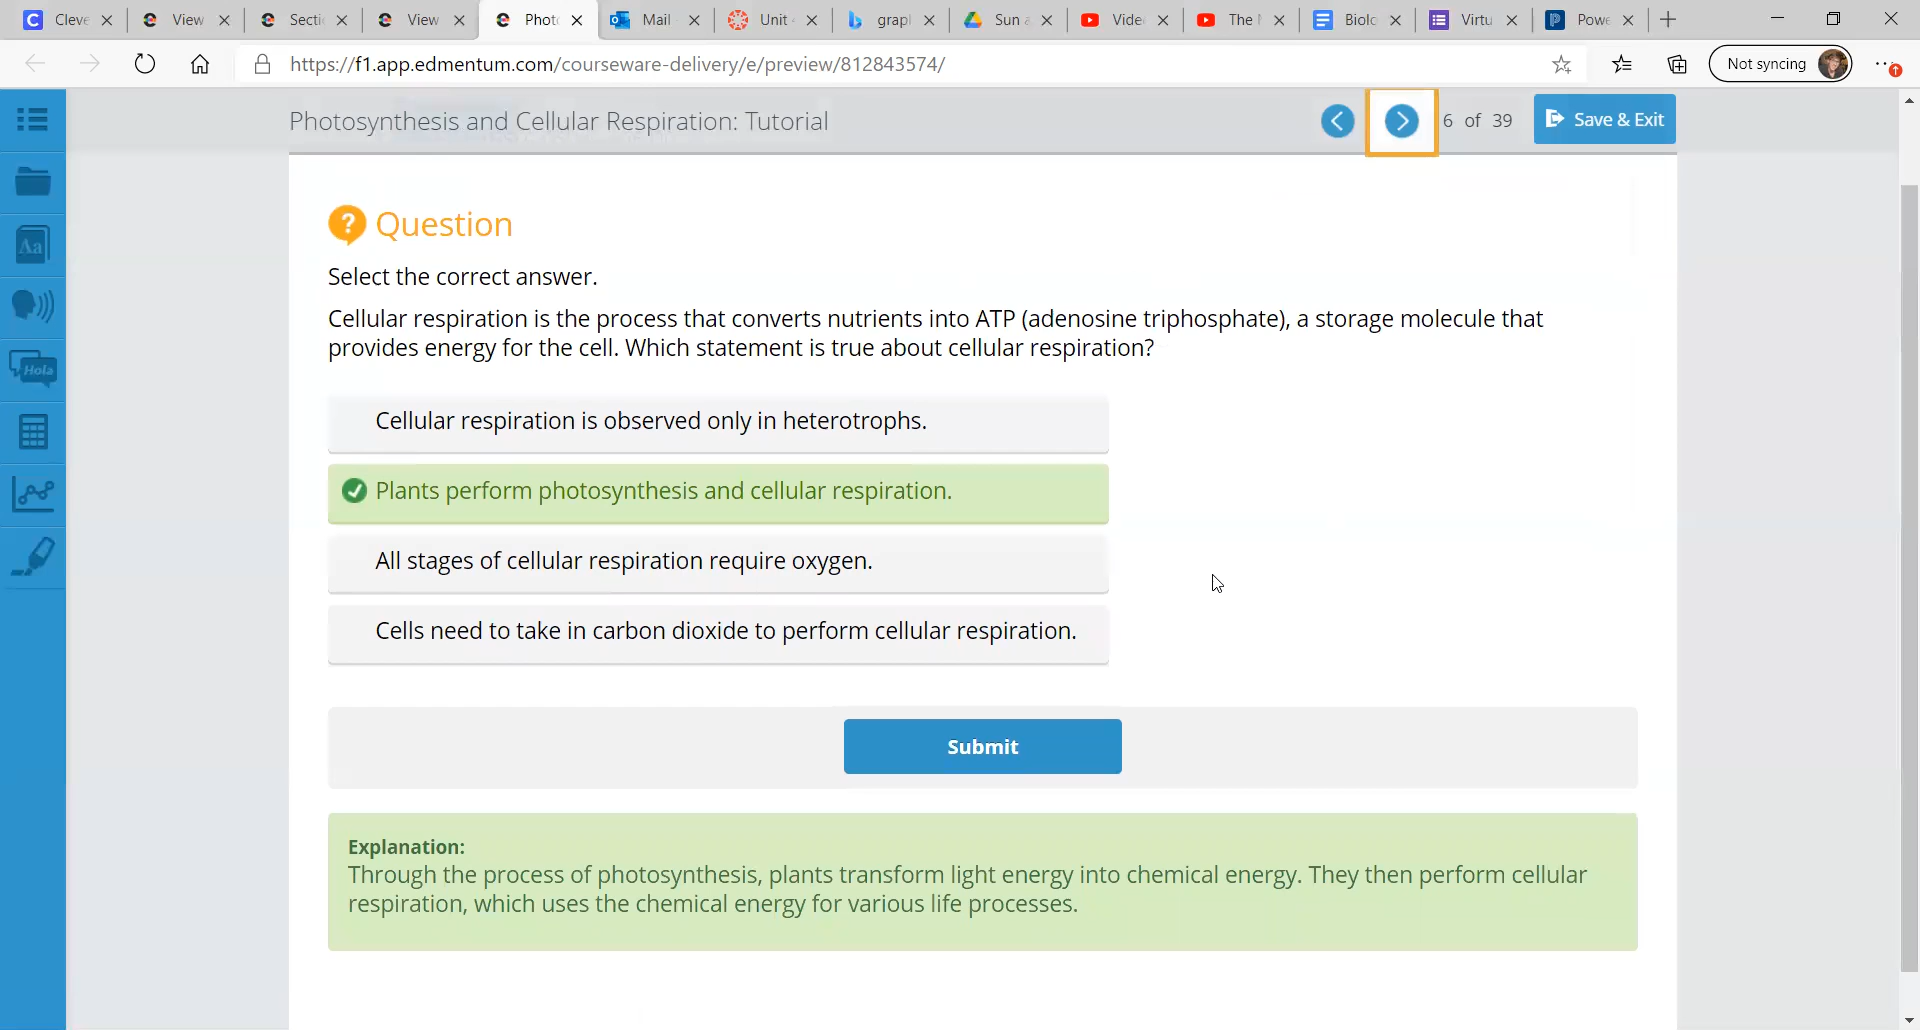 Cleve
View
Secti
View
Photo
Mail
Unit
grapl
Sun a
Vide
The
Biolo
Virtu
Powe
https://f1.app.edmentum.com/courseware-delivery/e/preview/812843574/
Not syncing
Photosynthesis and Cellular Respiration: Tutorial
6 of 39
Save & Exit
Aa
Hola
? Question
Select the correct answer.
Cellular respiration is the process that converts nutrients into ATP (adenosine triphosphate), a storage molecule that
provides energy for the cell. Which statement is true about cellular respiration?
Cellular respiration is observed only in heterotrophs.
Plants perform photosynthesis and cellular respiration.
All stages of cellular respiration require oxygen.
Cells need to take in carbon dioxide to perform cellular respiration.
Submit
Explanation:
Through the process of photosynthesis, plants transform light energy into chemical energy. They then perform cellular
respiration, which uses the chemical energy for various life processes.